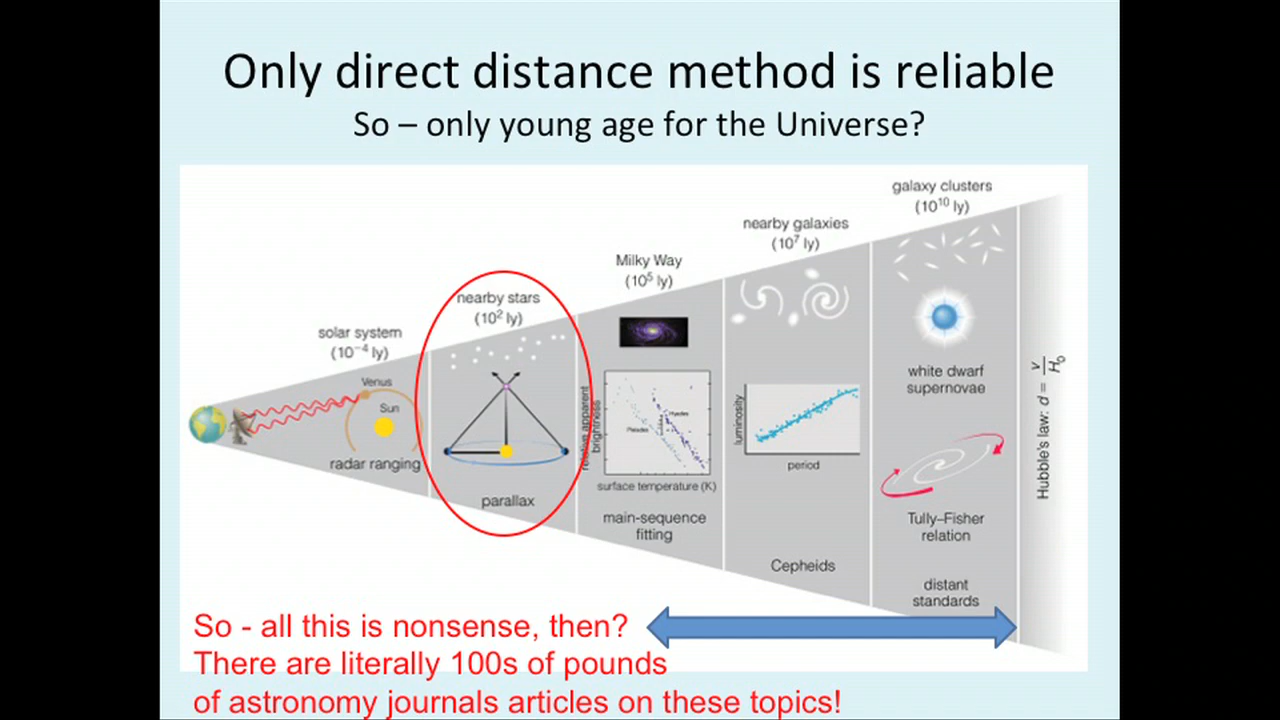 Only direct distance method is reliable
So – only young age for the Universe?
galaxy clusters
(10¹⁰ ly)
nearby galaxies
(10⁷ ly)
Milky Way
(10⁵ ly)
nearby stars
(10² ly)
solar system
(10⁻⁴ ly)
Venus
Sun
radar ranging
parallax
relative apparent
brightness
Hyades
Pleiades
surface temperature (K)
main-sequence
fitting
luminosity
period
Cepheids
white dwarf
supernovae
Tully–Fisher
relation
distant
standards
Hubble's law: d = v/H₀
So - all this is nonsense, then?
There are literally 100s of pounds
of astronomy journals articles on these topics!